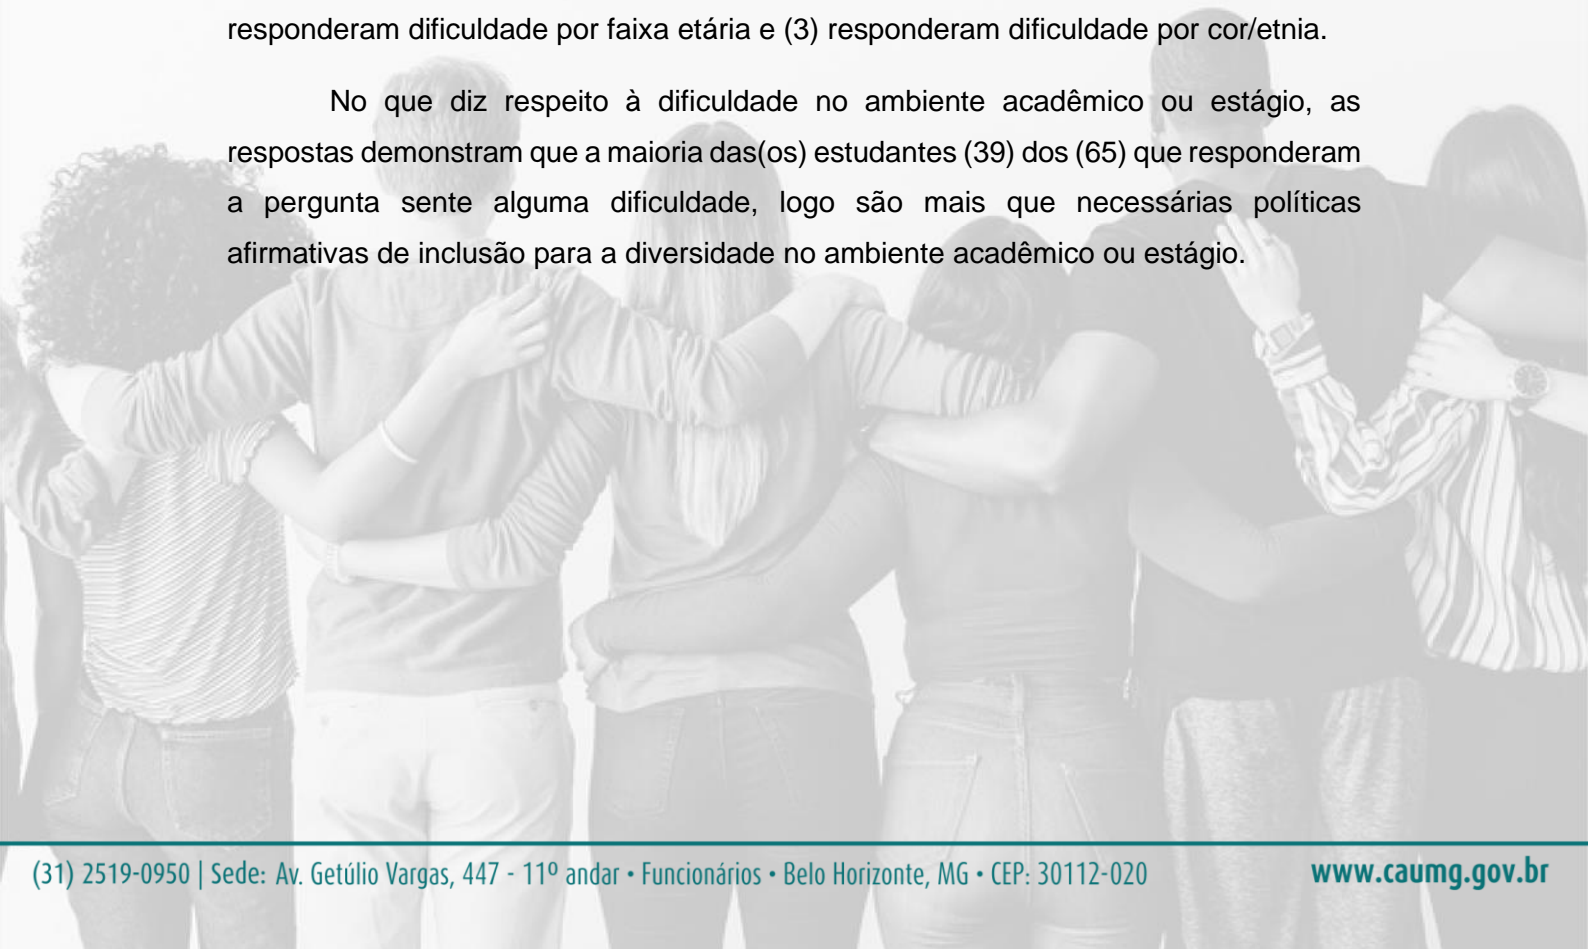 responderam dificuldade por faixa etária e (3) responderam dificuldade por cor/etnia.
No que diz respeito à dificuldade no ambiente acadêmico ou estágio, as
respostas demonstram que a maioria das(os) estudantes (39) dos (65) que responderam
a pergunta sente alguma dificuldade, logo são mais que necessárias políticas
afirmativas de inclusão para a diversidade no ambiente acadêmico ou estágio.
(31) 2519-0950 | Sede: Av. Getúlio Vargas, 447 - 11º andar • Funcionários • Belo Horizonte, MG • CEP: 30112-020
www.caumg.gov.br